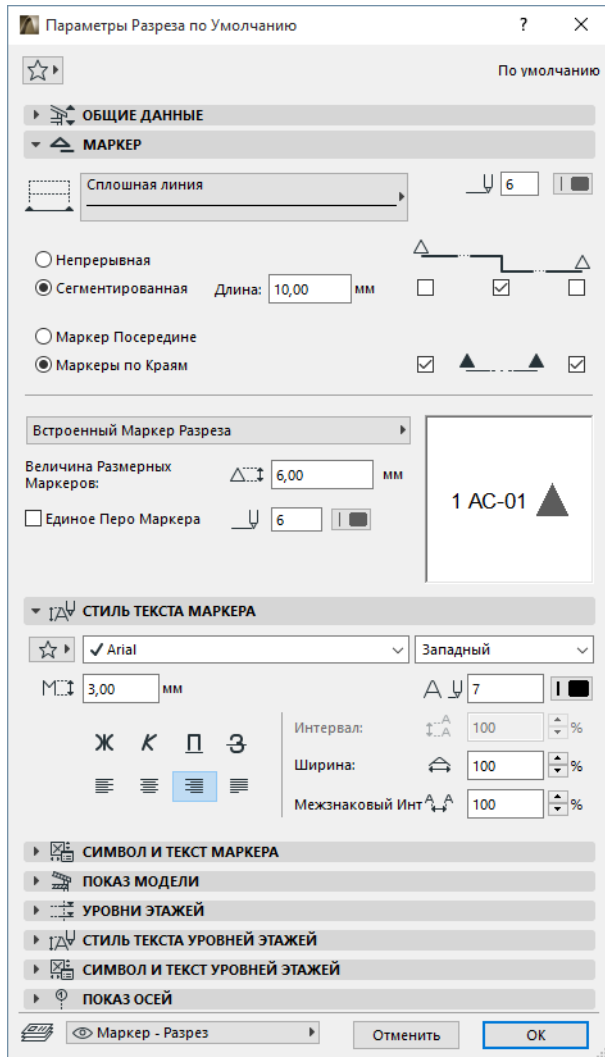 Параметры Разреза по Умолчанию
?
По умолчанию
ОБЩИЕ ДАННЫЕ
МАРКЕР
Сплошная линия
6
Непрерывная
Сегментированная Длина: 10,00 мм
Маркер Посередине
Маркеры по Краям
Встроенный Маркер Разреза
Величина Размерных
Маркеров:
6,00 мм
1 АС-01
Единое Перо Маркера 6
СТИЛЬ ТЕКСТА МАРКЕРА
Arial Западный
3,00 мм 7
Ж К П З
Интервал: 100 %
Ширина: 100 %
Межзнаковый Инт 100 %
СИМВОЛ И ТЕКСТ МАРКЕРА
ПОКАЗ МОДЕЛИ
УРОВНИ ЭТАЖЕЙ
СТИЛЬ ТЕКСТА УРОВНЕЙ ЭТАЖЕЙ
СИМВОЛ И ТЕКСТ УРОВНЕЙ ЭТАЖЕЙ
ПОКАЗ ОСЕЙ
Маркер - Разрез Отменить ОК